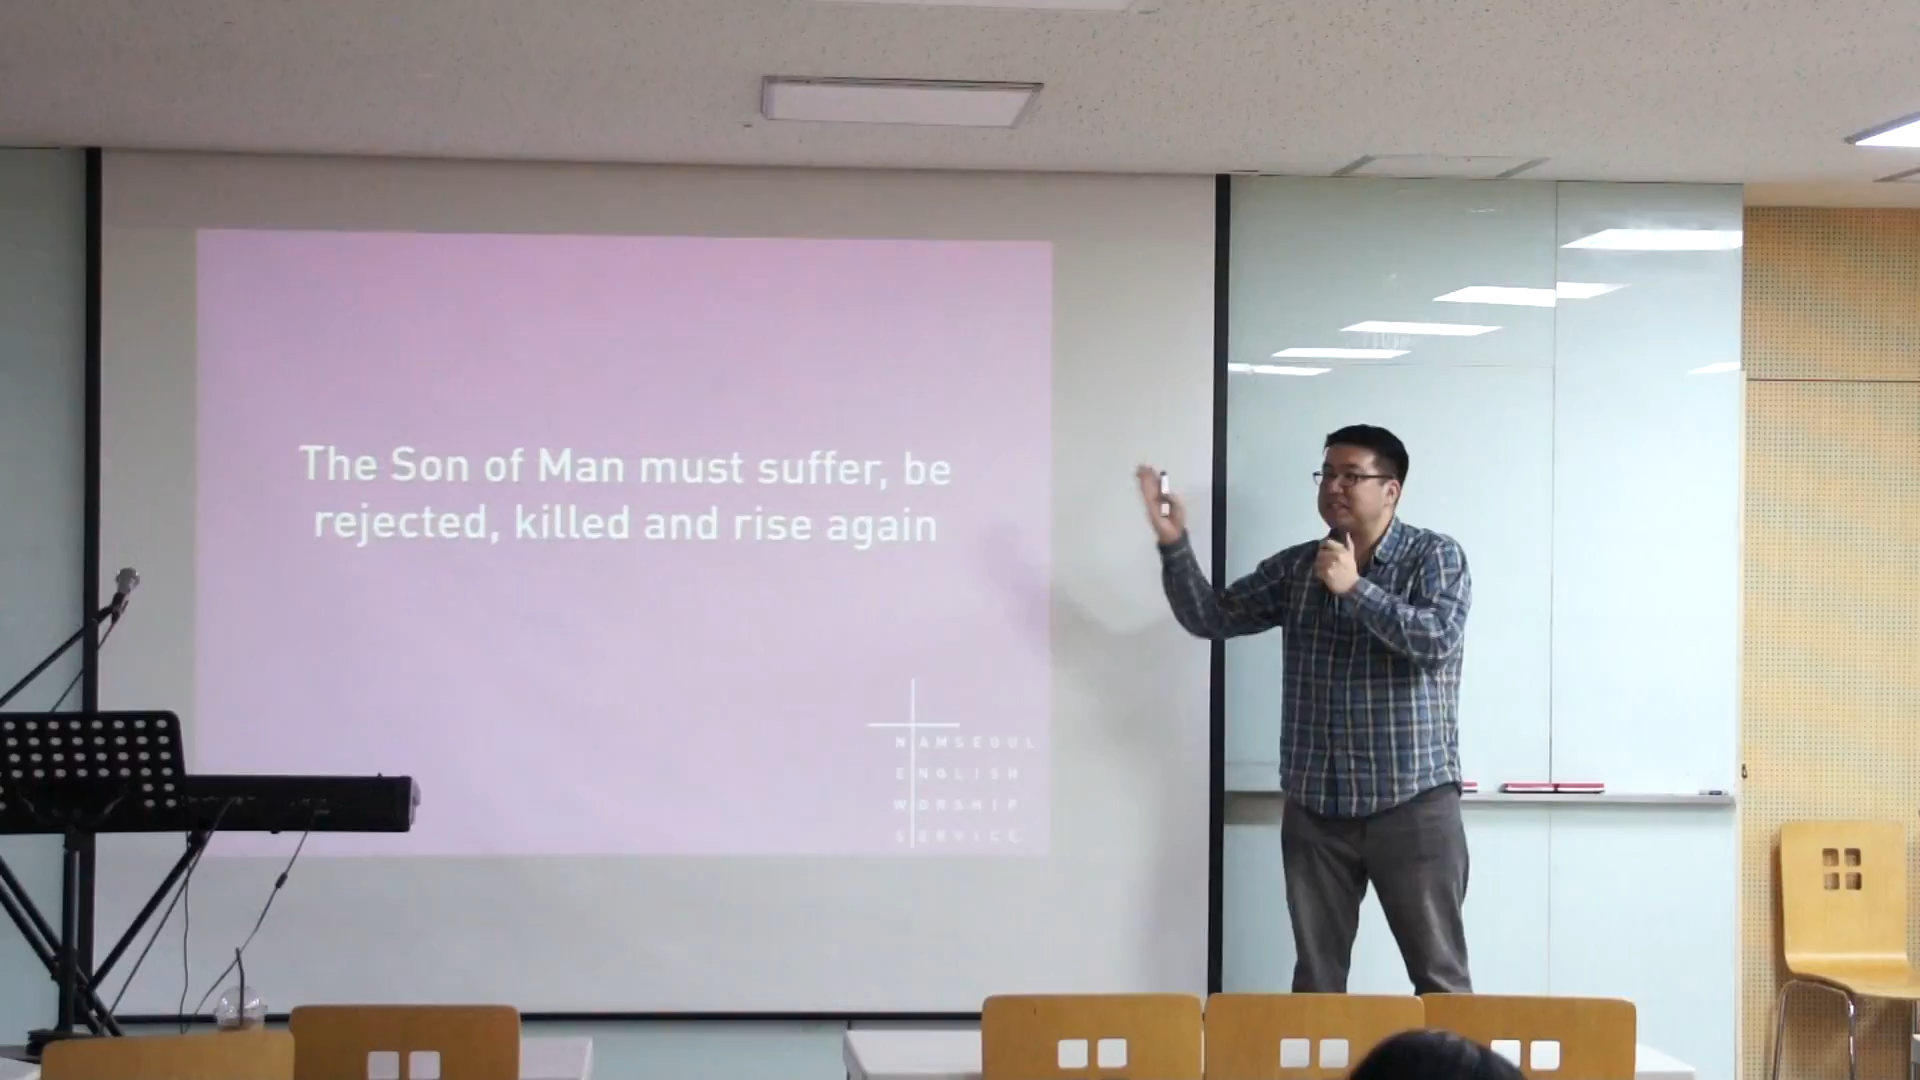 The Son of Man must suffer, be
rejected, killed and rise again
NAMSEOUL
ENGLISH
WORSHIP
SERVICE